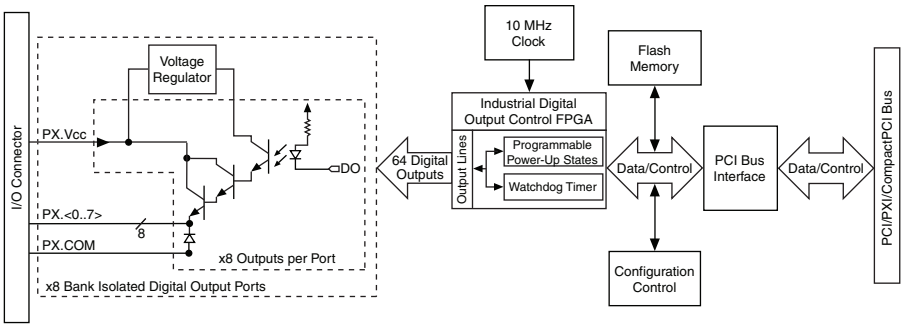 I/O Connector
Voltage
Regulator
PX.Vcc
DO
PX.<0..7>
8
PX.COM
x8 Outputs per Port
x8 Bank Isolated Digital Output Ports
64 Digital
Outputs
10 MHz
Clock
Industrial Digital
Output Control FPGA
Output Lines
Programmable
Power-Up States
Watchdog Timer
Flash
Memory
Data/Control
Configuration
Control
PCI Bus
Interface
Data/Control
PCI/PXI/CompactPCI Bus